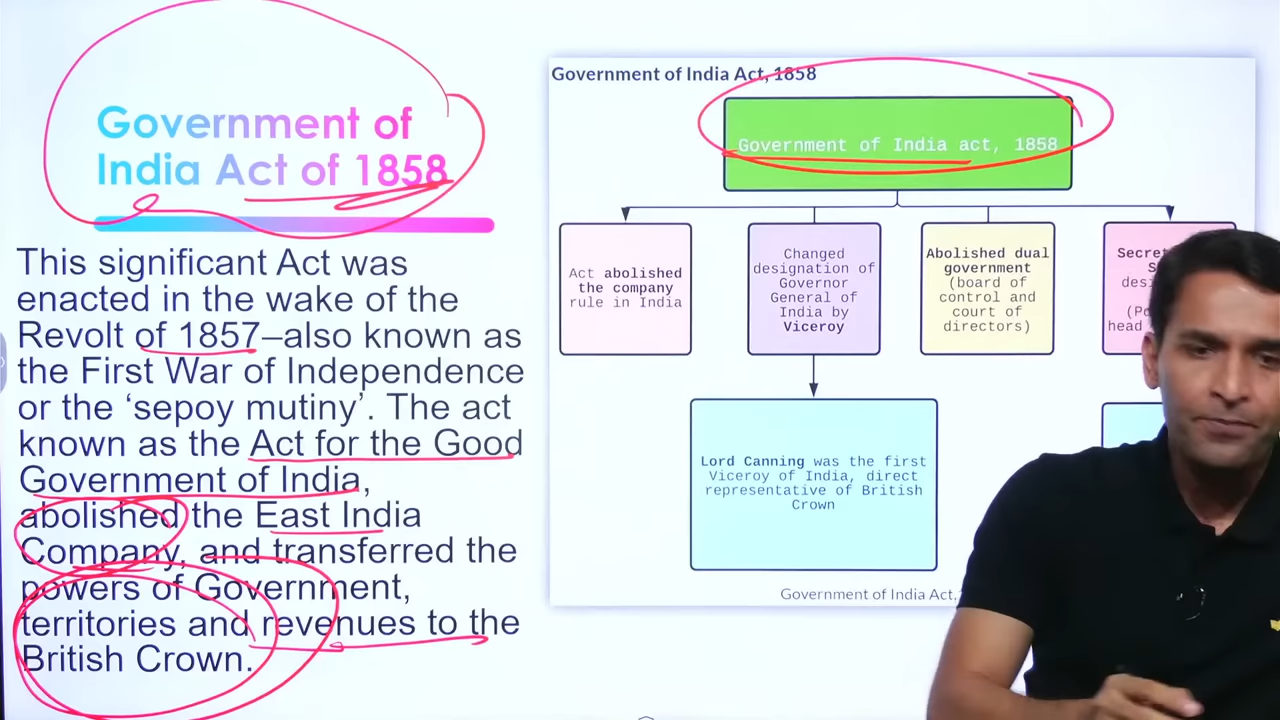 Government of
India Act of 1858
This significant Act was
enacted in the wake of the
Revolt of 1857–also known as
the First War of Independence
or the ‘sepoy mutiny’. The act
known as the Act for the Good
Government of India,
abolished the East India
Company, and transferred the
powers of Government,
territories and revenues to the
British Crown.
Government of India Act, 1858
Government of India act, 1858
Act abolished
the company
rule in India
Changed
designation of
Governor
General of
India by
Viceroy
Abolished dual
government
(board of
control and
court of
directors)
head
Lord Canning was the first
Viceroy of India, direct
representative of British
Crown
Government of India Act,